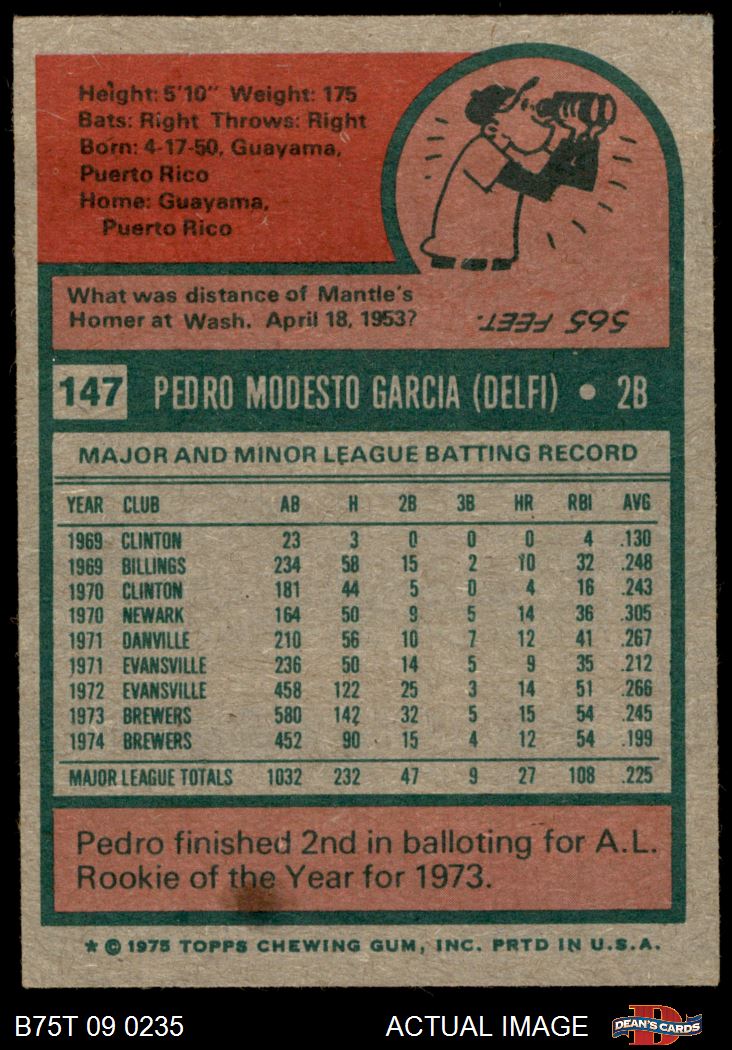 Height: 5'10" Weight: 175
Bats: Right Throws: Right
Born: 4-17-50, Guayama,
Puerto Rico
Home: Guayama,
Puerto Rico
What was distance of Mantle's
Homer at Wash. April 18, 1953?
565 FEET.
147 PEDRO MODESTO GARCIA (DELFI) • 2B
MAJOR AND MINOR LEAGUE BATTING RECORD
YEAR CLUB AB H 2B 3B HR RBI AVG
1969 CLINTON 23 3 0 0 0 4 .130
1969 BILLINGS 234 58 15 2 10 32 .248
1970 CLINTON 181 44 5 0 4 16 .243
1970 NEWARK 164 50 9 5 14 36 .305
1971 DANVILLE 210 56 10 7 12 41 .267
1971 EVANSVILLE 236 50 14 5 9 35 .212
1972 EVANSVILLE 458 122 25 3 14 51 .266
1973 BREWERS 580 142 32 5 15 54 .245
1974 BREWERS 452 90 15 4 12 54 .199
MAJOR LEAGUE TOTALS 1032 232 47 9 27 108 .225
Pedro finished 2nd in balloting for A.L.
Rookie of the Year for 1973.
* © 1975 TOPPS CHEWING GUM, INC. PRTD IN U.S.A.
B75T 09 0235 ACTUAL IMAGE
D
DEAN'S CARDS